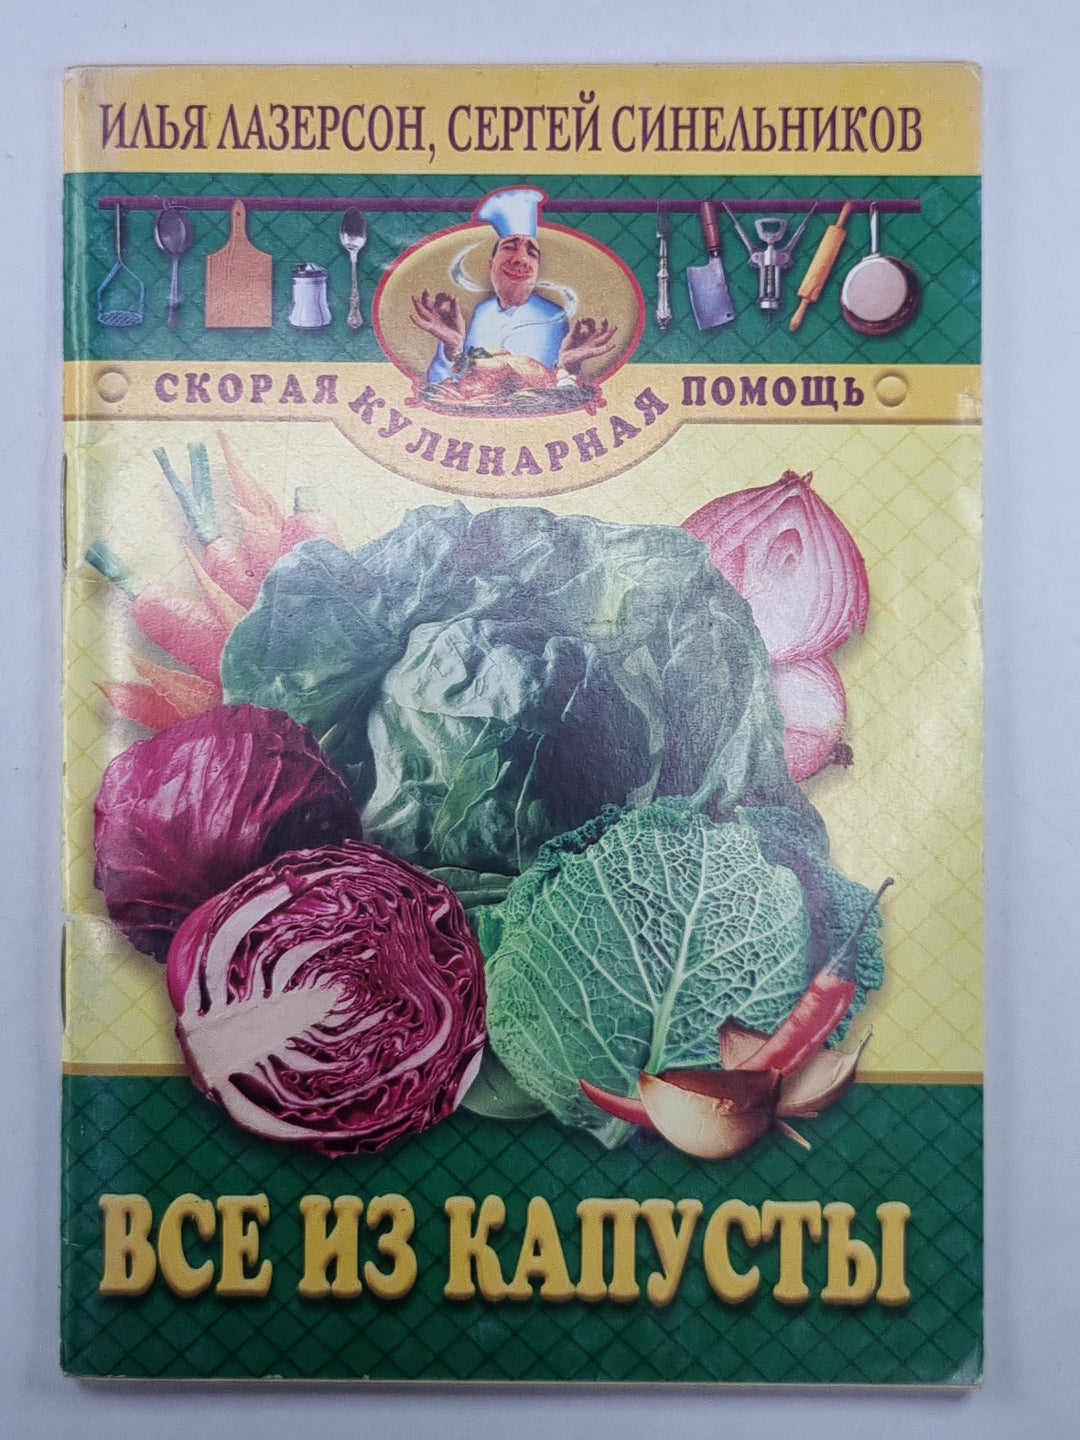 ИЛЬЯ ЛАЗЕРСОН, СЕРГЕЙ СИНЕЛЬНИКОВ
СКОРАЯ КУЛИНАРНАЯ ПОМОЩЬ
ВСЕ ИЗ КАПУСТЫ